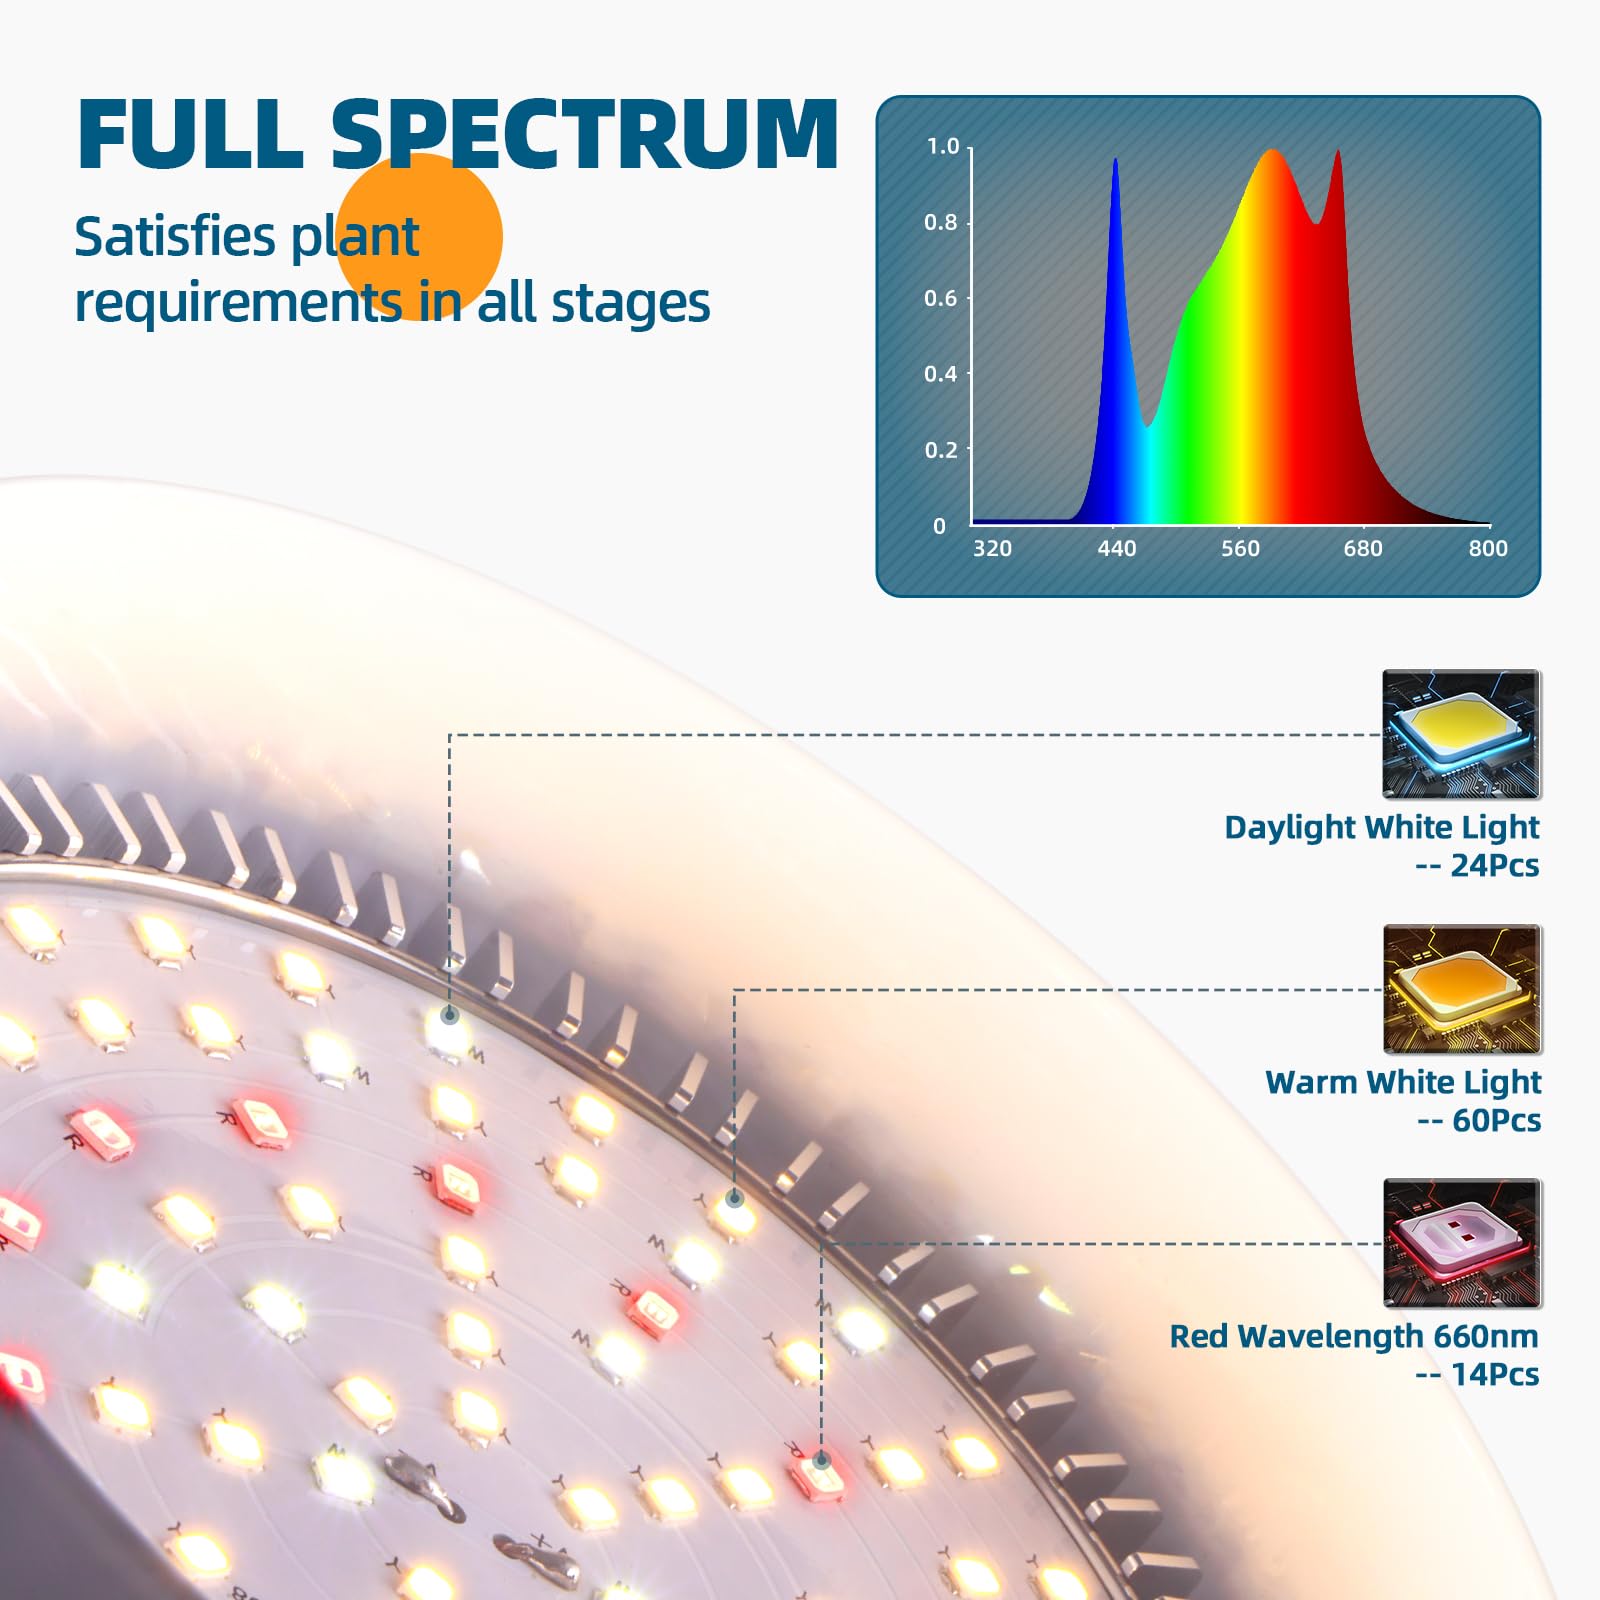 FULL SPECTRUM
Satisfies plant
requirements in all stages
1.0
0.8
0.6
0.4
0.2
0
320
440
560
680
800
Daylight White Light
-- 24Pcs
Warm White Light
-- 60Pcs
Red Wavelength 660nm
-- 14Pcs